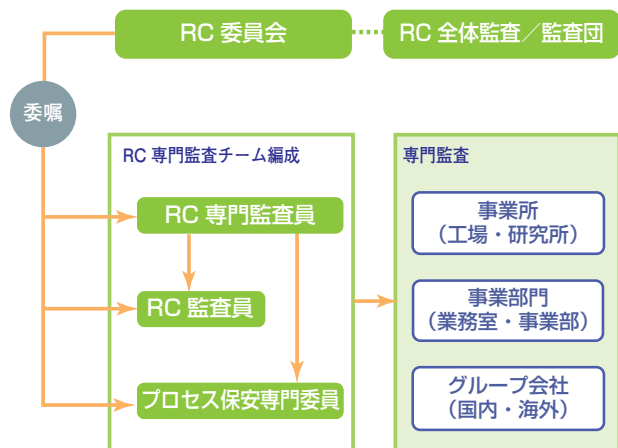 RC 委員会
RC 全体監査／監査団
委嘱
RC 専門監査チーム編成
RC 専門監査員
RC 監査員
プロセス保安専門委員
専門監査
事業所
（工場・研究所）
事業部門
（業務室・事業部）
グループ会社
（国内・海外）